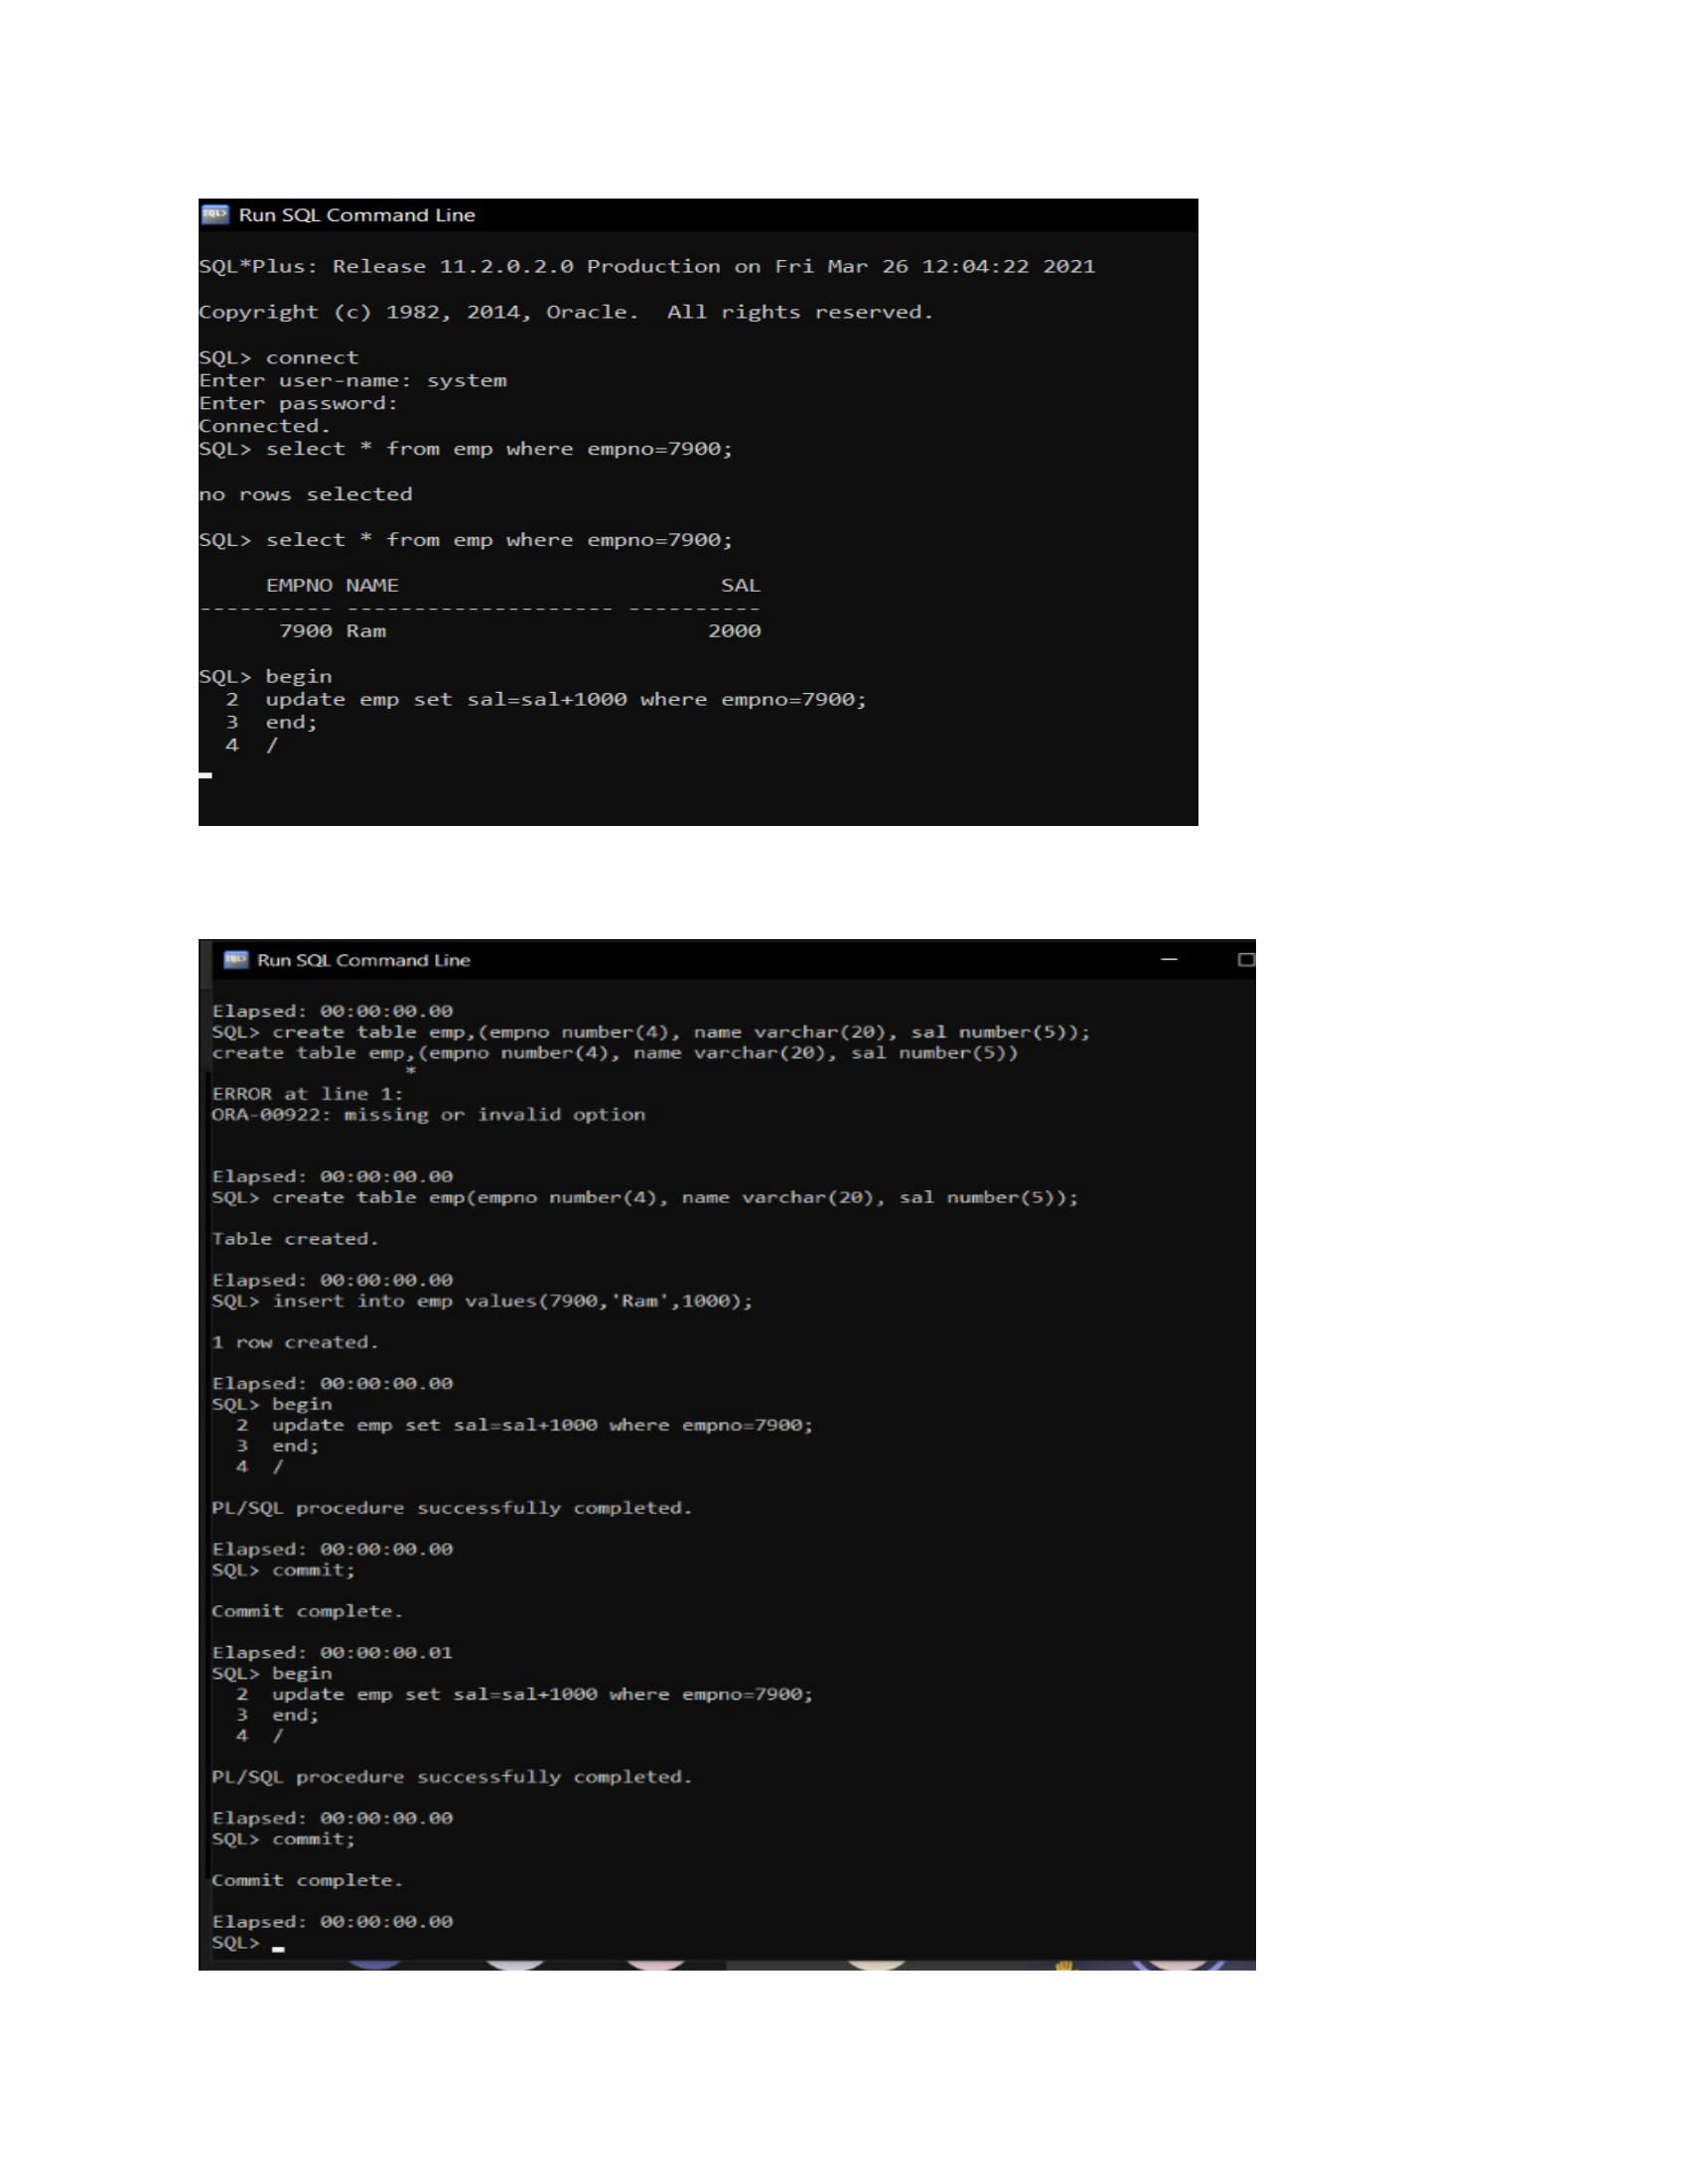 Run SQL Command Line
SQL*Plus: Release 11.2.0.2.0 Production on Fri Mar 26 12:04:22 2021
Copyright (c) 1982, 2014, Oracle.  All rights reserved.
SQL> connect
Enter user-name: system
Enter password:
Connected.
SQL> select * from emp where empno=7900;
no rows selected
SQL> select * from emp where empno=7900;
     EMPNO NAME                        SAL
---------- -------------------- ----------
      7900 Ram                        2000
SQL> begin
  2  update emp set sal=sal+1000 where empno=7900;
  3  end;
  4  /
Run SQL Command Line
Elapsed: 00:00:00.00
SQL> create table emp,(empno number(4), name varchar(20), sal number(5));
create table emp,(empno number(4), name varchar(20), sal number(5))
                *
ERROR at line 1:
ORA-00922: missing or invalid option
Elapsed: 00:00:00.00
SQL> create table emp(empno number(4), name varchar(20), sal number(5));
Table created.
Elapsed: 00:00:00.00
SQL> insert into emp values(7900,'Ram',1000);
1 row created.
Elapsed: 00:00:00.00
SQL> begin
  2  update emp set sal=sal+1000 where empno=7900;
  3  end;
  4  /
PL/SQL procedure successfully completed.
Elapsed: 00:00:00.00
SQL> commit;
Commit complete.
Elapsed: 00:00:00.01
SQL> begin
  2  update emp set sal=sal+1000 where empno=7900;
  3  end;
  4  /
PL/SQL procedure successfully completed.
Elapsed: 00:00:00.00
SQL> commit;
Commit complete.
Elapsed: 00:00:00.00
SQL>